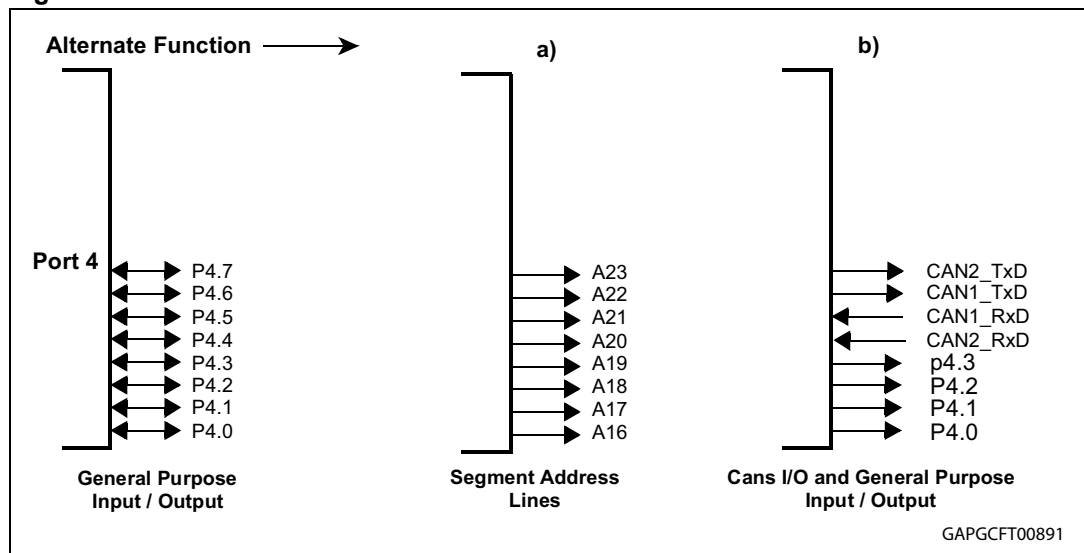 Alternate Function
a)
b)
Port 4
P4.7
P4.6
P4.5
P4.4
P4.3
P4.2
P4.1
P4.0
General Purpose
Input / Output
A23
A22
A21
A20
A19
A18
A17
A16
Segment Address
Lines
CAN2_TxD
CAN1_TxD
CAN1_RxD
CAN2_RxD
p4.3
P4.2
P4.1
P4.0
Cans I/O and General Purpose
Input / Output
GAPGCFT00891